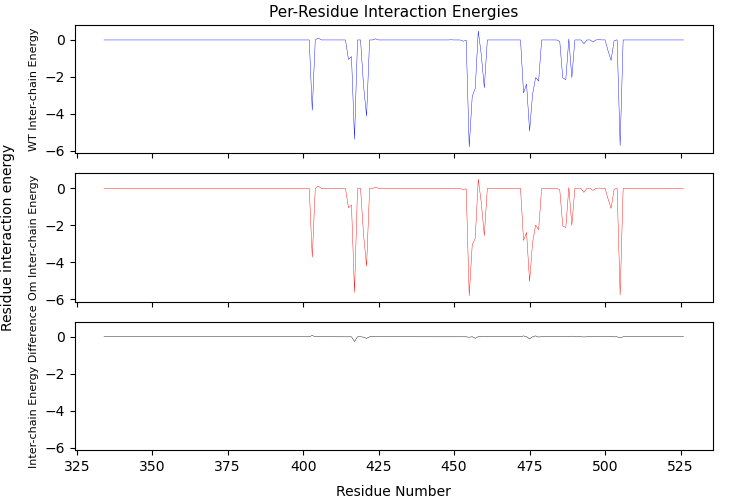 Per-Residue Interaction Energies
Residue interaction energy
WT Inter-chain Energy
0
−2
−4
−6
Om Inter-chain Energy
0
−2
−4
−6
Inter-chain Energy Difference
0
−2
−4
−6
325 350 375 400 425 450 475 500 525
Residue Number